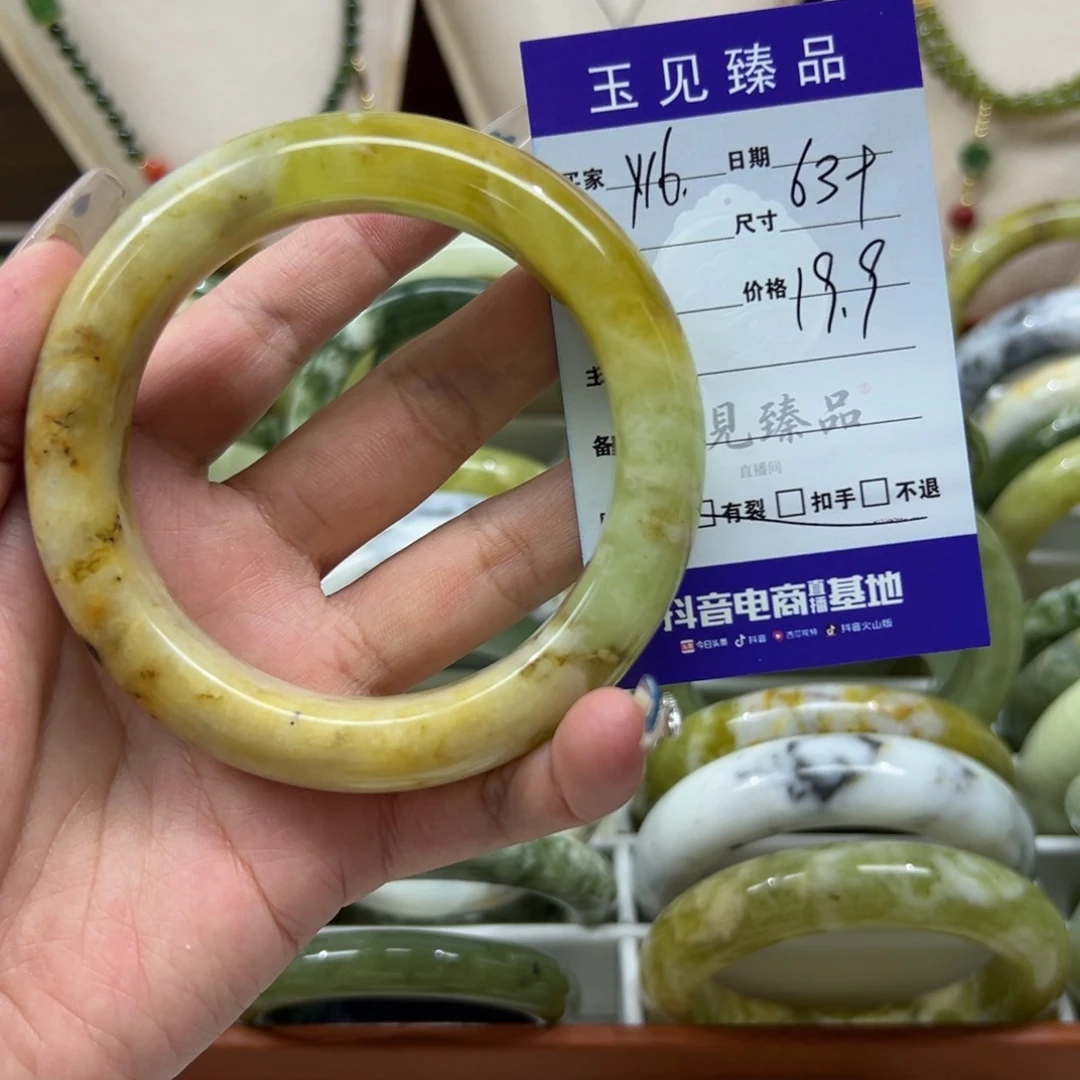 玉见臻品
买家 日期 63+
尺寸
价格 19.9
备
见臻品®
直播间
有裂 扣手 不退
抖音电商直播基地
今日头条 抖音 西瓜视频 抖音火山版